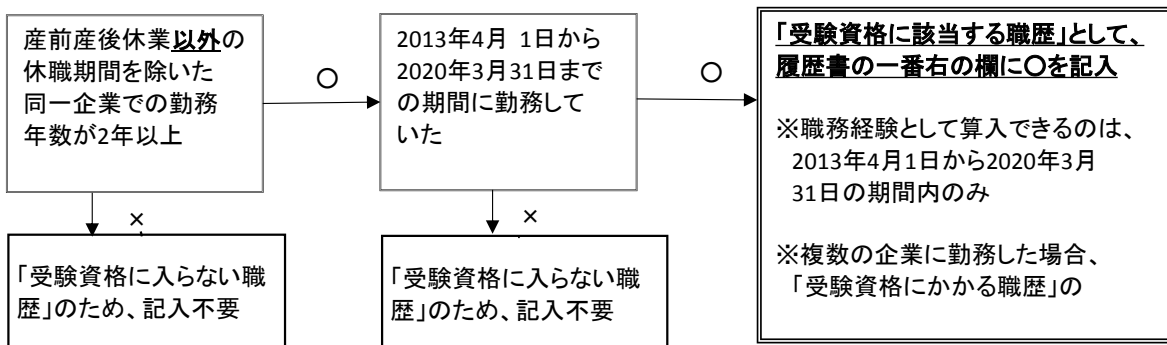 産前産後休業以外の
休職期間を除いた
同一企業での勤務
年数が2年以上
○
2013年4月 1日から
2020年3月31日まで
の期間に勤務して
いた
○
「受験資格に該当する職歴」として、
履歴書の一番右の欄に○を記入
※職務経験として算入できるのは、
2013年4月1日から2020年3月
31日の期間内のみ
※複数の企業に勤務した場合、
「受験資格にかかる職歴」の
×
「受験資格に入らない職
歴」のため、記入不要
×
「受験資格に入らない職
歴」のため、記入不要